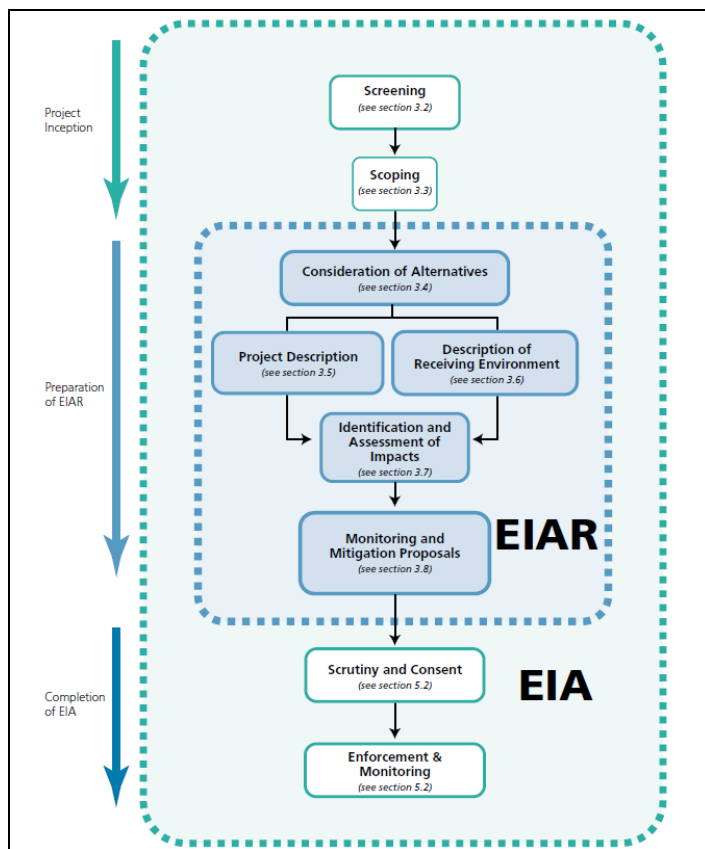 Project
Inception
Screening
(see section 3.2)
Scoping
(see section 3.3)
Preparation
of EIAR
Consideration of Alternatives
(see section 3.4)
Project Description
(see section 3.5)
Description of
Receiving Environment
(see section 3.6)
Identification and
Assessment of
Impacts
(see section 3.7)
Monitoring and
Mitigation Proposals
(see section 3.8)
EIAR
Completion
of EIA
Scrutiny and Consent
(see section 5.2)
EIA
Enforcement &
Monitoring
(see section 5.2)